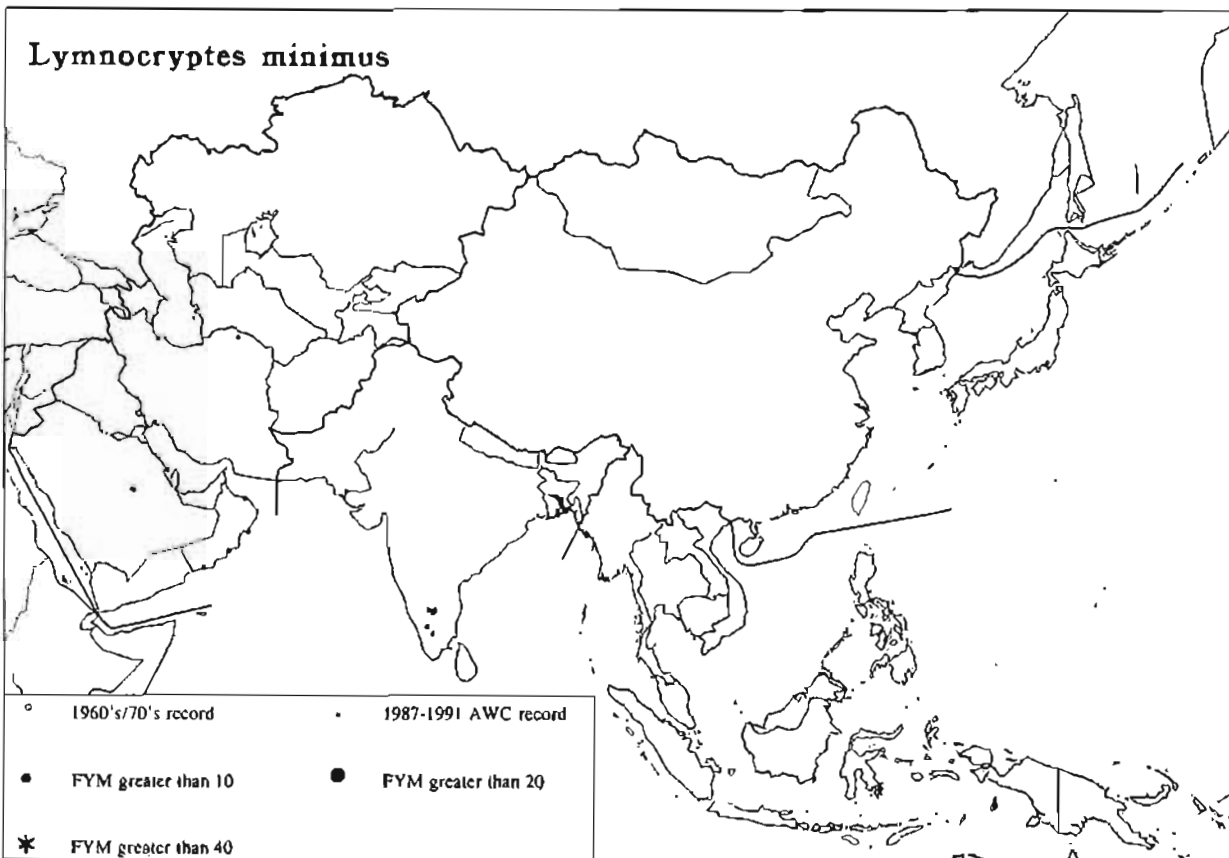 Lymnocryptes minimus
1960's/70's record
1987-1991 AWC record
FYM greater than 10
FYM greater than 20
FYM greater than 40